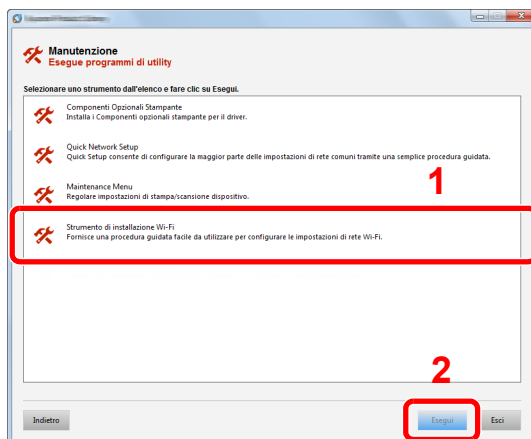 Manutenzione
Esegue programmi di utility
Selezionare uno strumento dall'elenco e fare clic su Esegui.
Componenti Opzionali Stampante
Installa i Componenti opzionali stampante per il driver.
Quick Network Setup
Quick Setup consente di configurare la maggior parte delle impostazioni di rete comuni tramite una semplice procedura guidata.
1
Maintenance Menu
Regolare impostazioni di stampa/scansione dispositivo.
Strumento di installazione Wi-Fi
Fornisce una procedura guidata facile da utilizzare per configurare le impostazioni di rete Wi-Fi.
2
Indietro
Esegui
Esci